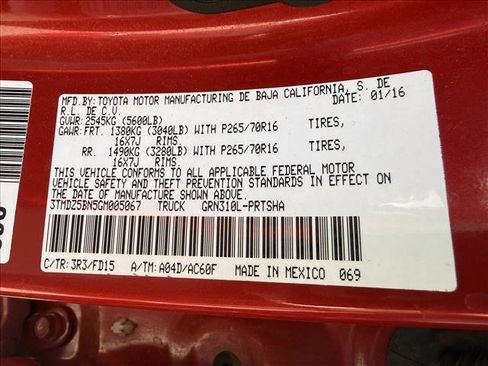 MFD.BY: TOYOTA MOTOR MANUFACTURING DE BAJA CALIFORNIA, S. DE
R.L. DE C.V. DATE: 01/16
GVWR: 2545KG (5600LB)
GAWR: FRT. 1380KG (3040LB) WITH P265/70R16 TIRES,
16X7J RIMS.
RR. 1490KG (3280LB) WITH P265/70R16 TIRES,
16X7J RIMS.
THIS VEHICLE CONFORMS TO ALL APPLICABLE FEDERAL MOTOR
VEHICLE SAFETY AND THEFT PREVENTION STANDARDS IN EFFECT ON
THE DATE OF MANUFACTURE SHOWN ABOVE.
3TMDZ5BN5GM005067 TRUCK GRN310L-PRTSHA
C/TR: 3R3/FD15 A/TM: A04D/AC60F MADE IN MEXICO 069